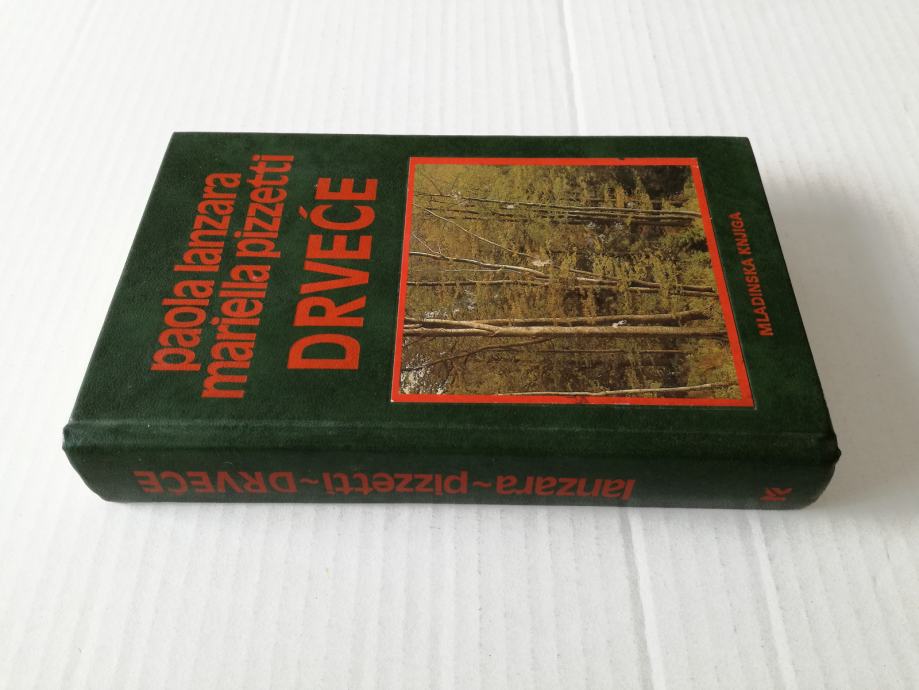 paola lanzara
mariella pizzetti
DRVEĆE
MLADINSKA KNJIGA
lanzara~pizzetti~DRVEĆE